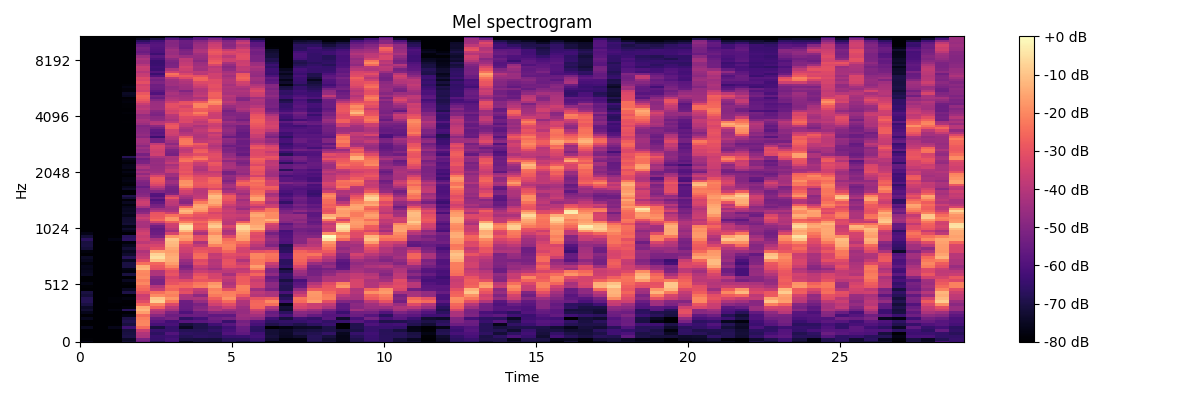 Mel spectrogram
8192
4096
2048
1024
512
0
Hz
0 5 10 15 20 25
Time
+0 dB
-10 dB
-20 dB
-30 dB
-40 dB
-50 dB
-60 dB
-70 dB
-80 dB